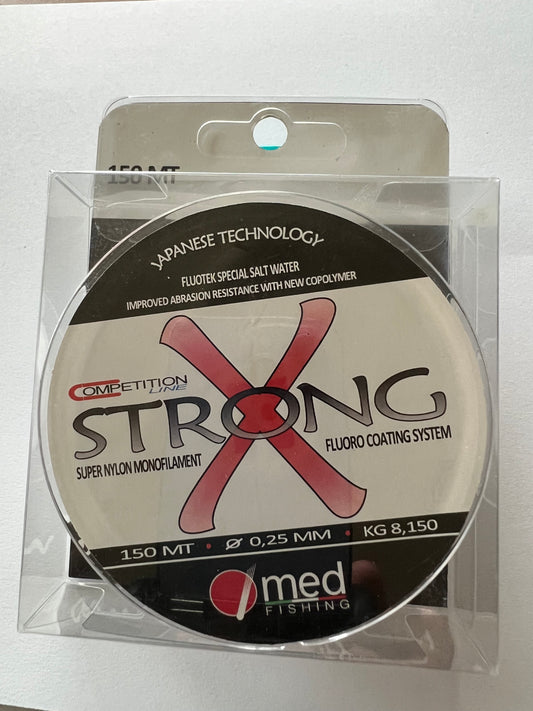 150 MT
JAPANESE TECHNOLOGY
FLUOTEK SPECIAL SALT WATER
IMPROVED ABRASION RESISTANCE WITH NEW COPOLYMER
X
COMPETITION
LINE
STRONG
SUPER NYLON MONOFILAMENT
FLUORO COATING SYSTEM
150 MT • Ø 0,25 MM • KG 8,150
med
FISHING